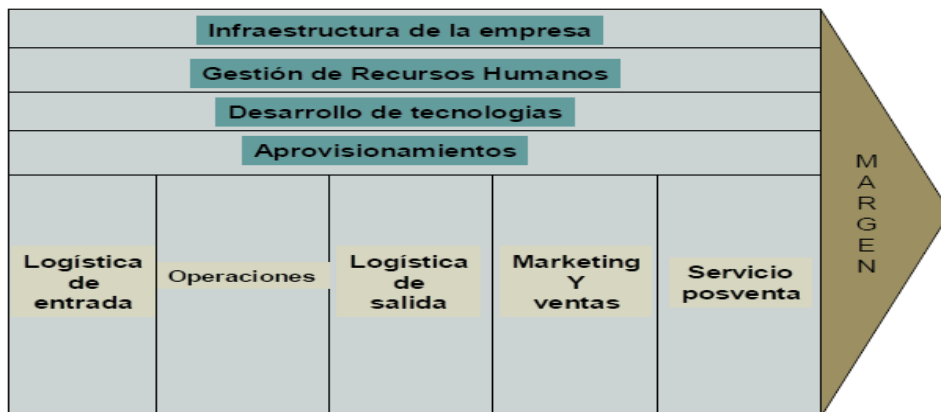 Infraestructura de la empresa
Gestión de Recursos Humanos
Desarrollo de tecnologias
Aprovisionamientos
Logística
de
entrada
Operaciones
Logística
de
salida
Marketing
Y
ventas
Servicio
posventa
M
A
R
G
E
N